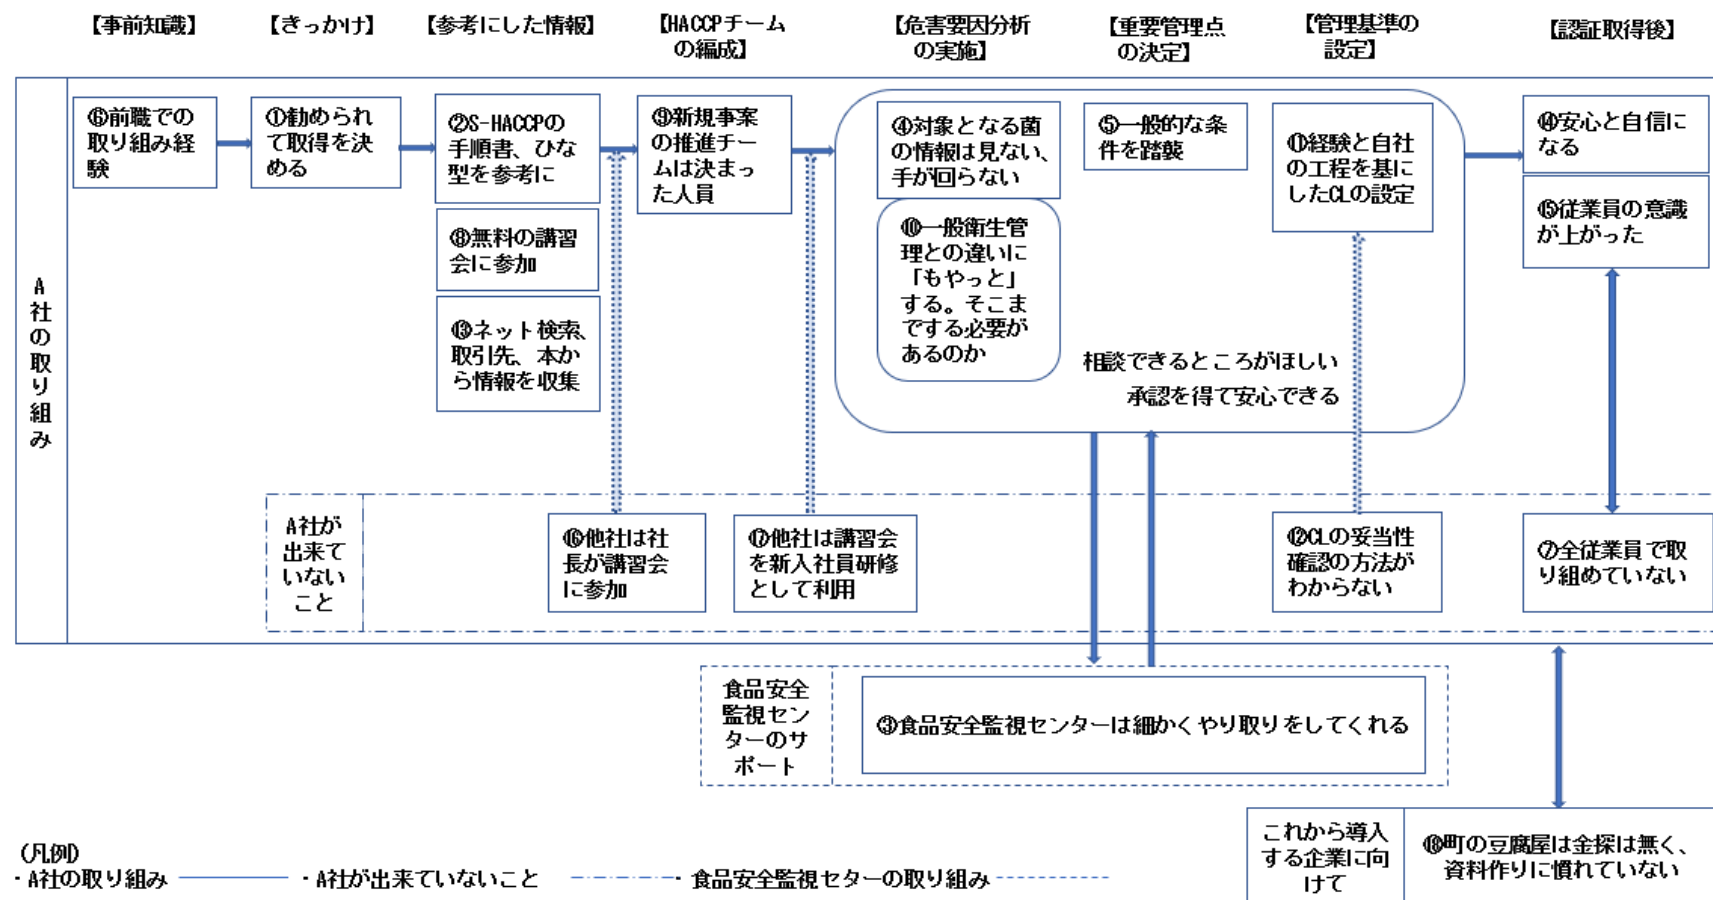 【事前知識】
【きっかけ】
【参考にした情報】
【HACCPチーム
の編成】
【危害要因分析
の実施】
【重要管理点
の決定】
【管理基準の
設定】
【認証取得後】
A社の取り組み
⑥前職での
取り組み経
験
①勧められ
て取得を決
める
②S-HACCPの
手順書、ひな
型を参考に
⑧無料の講習
会に参加
⑬ネット検索、
取引先、本か
ら情報を収集
⑨新規事案
の推進チー
ムは決まっ
た人員
④対象となる菌
の情報は見ない、
手が回らない
⑩一般衛生管
理との違いに
「もやっと」
する。そこま
でする必要が
あるのか
⑤一般的な条
件を踏襲
①経験と自社
の工程を基に
したCLの設定
相談できるところがほしい
承認を得て安心できる
⑭安心と自信に
なる
⑮従業員の意識
が上がった
A社が
出来て
いない
こと
⑯他社は社
長が講習会
に参加
⑰他社は講習会
を新入社員研修
として利用
⑫CLの妥当性
確認の方法が
わからない
⑦全従業員で取
り組めていない
食品安全
監視セン
ターのサ
ポート
③食品安全監視センターは細かくやり取りをしてくれる
これから導入
する企業に向
けて
⑱町の豆腐屋は金探は無く、
資料作りに慣れていない
(凡例)
・A社の取り組み ・A社が出来ていないこと ・食品安全監視セターの取り組み